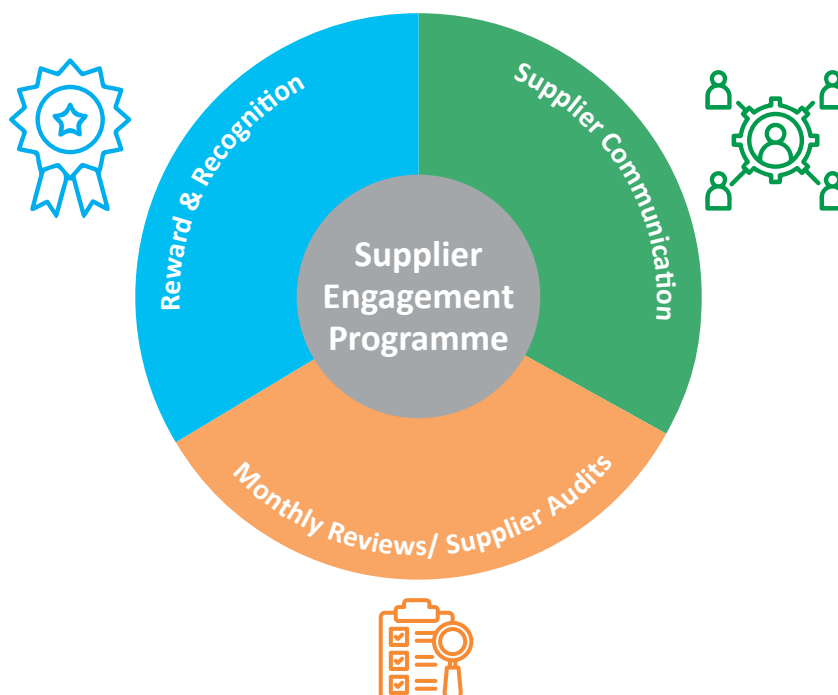 Reward & Recognition
Supplier Communication
Supplier
Engagement
Programme
Monthly Reviews/ Supplier Audits